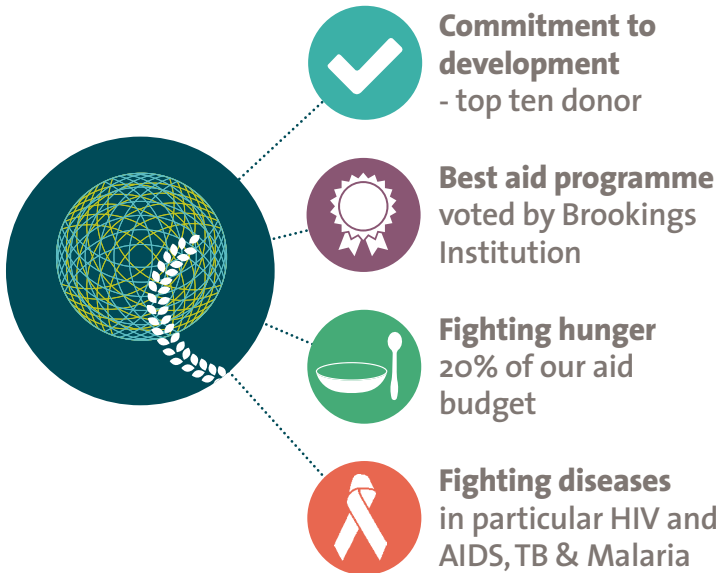 Commitment to
development
- top ten donor
Best aid programme
voted by Brookings
Institution
Fighting hunger
20% of our aid
budget
Fighting diseases
in particular HIV and
AIDS, TB & Malaria